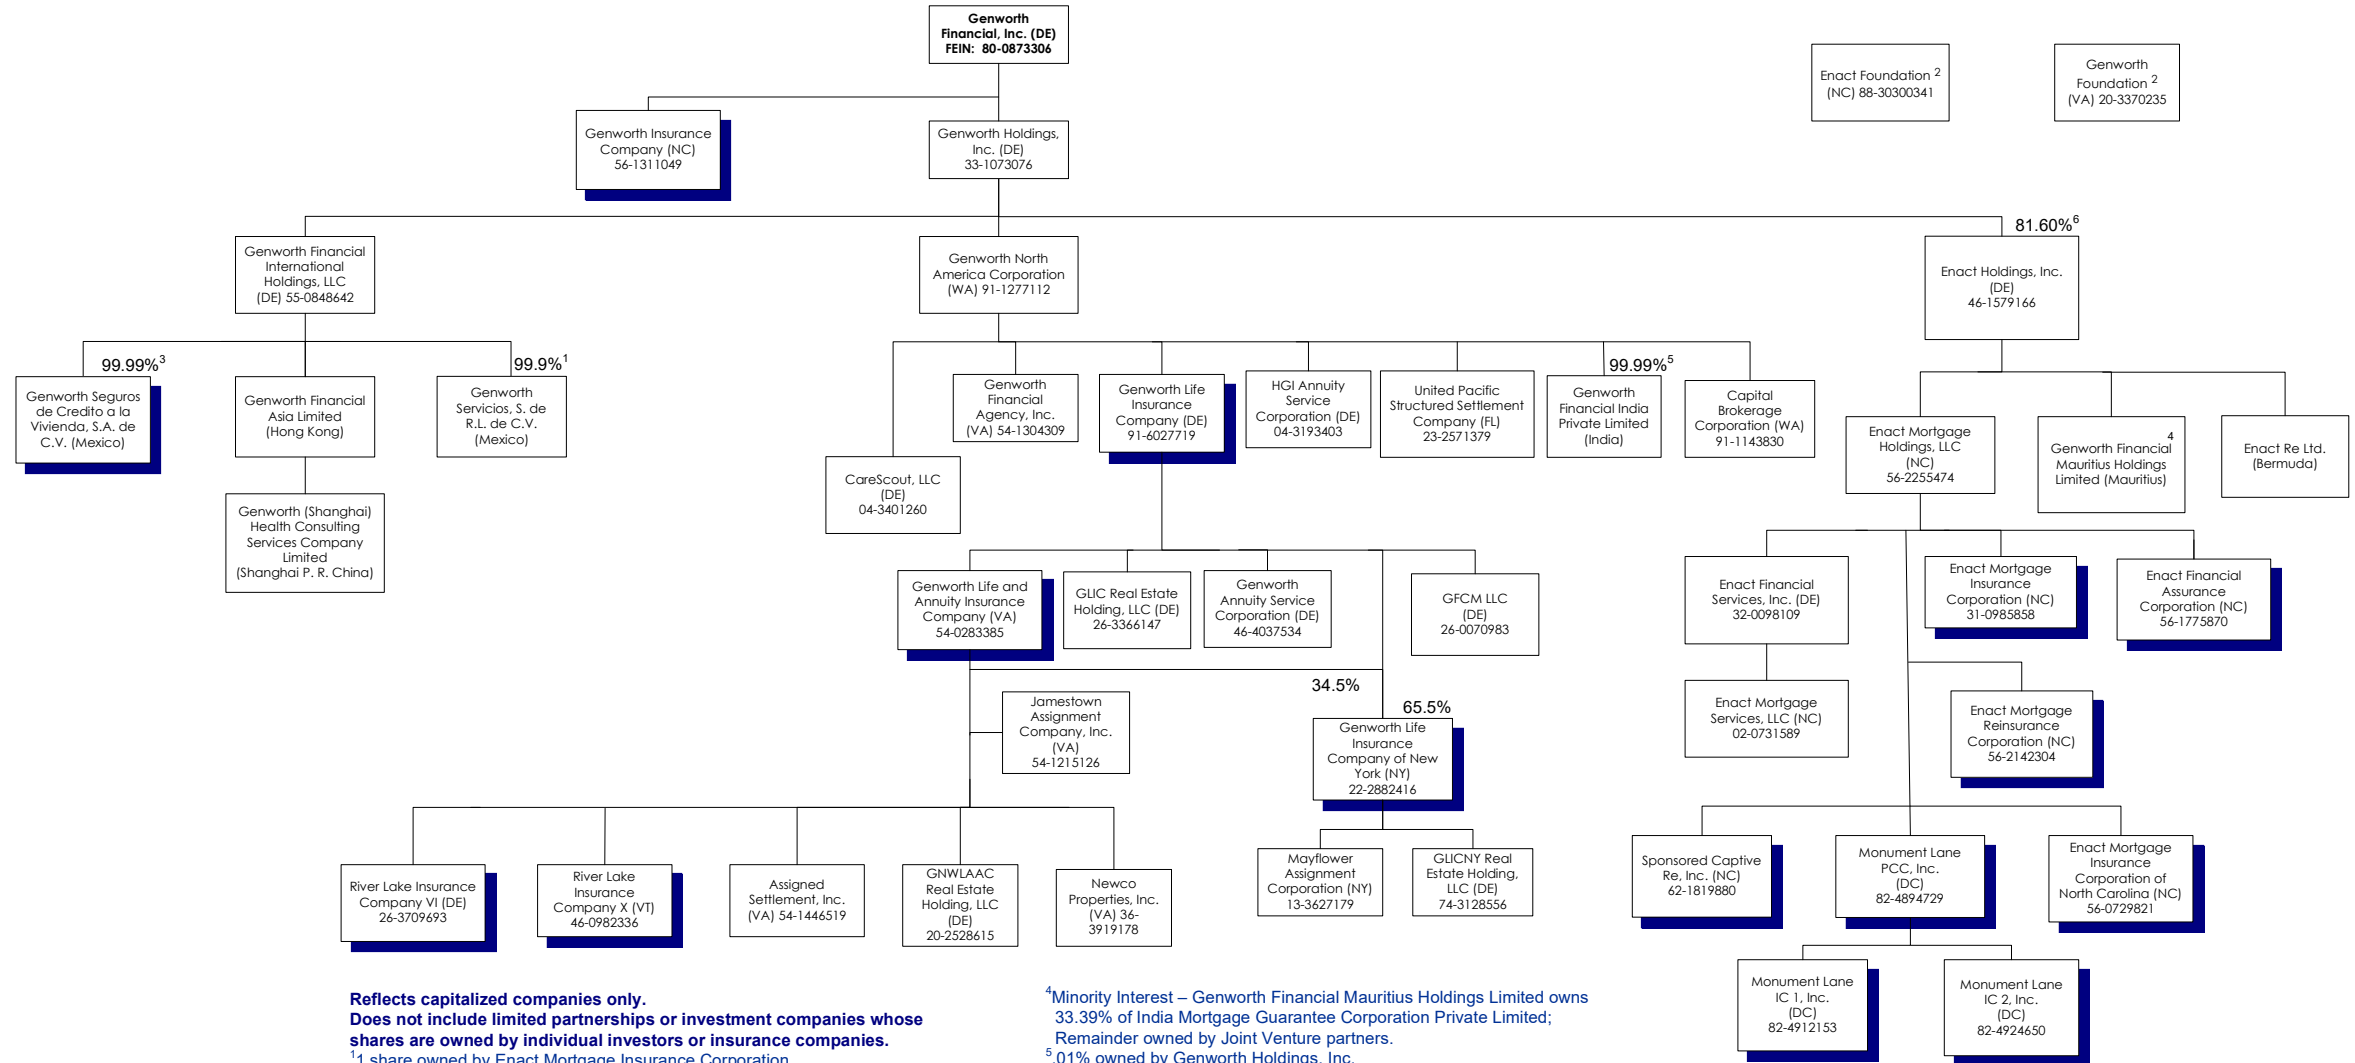 Genworth
Financial, Inc. (DE)
FEIN: 80-0873306
Enact Foundation 2
(NC) 88-30300341
Genworth
Foundation 2
(VA) 20-3370235
Genworth Insurance
Company (NC)
56-1311049
Genworth Holdings,
Inc. (DE)
33-1073076
Genworth Financial
International
Holdings, LLC
(DE) 55-0848642
Genworth North
America Corporation
(WA) 91-1277112
81.60%6
Enact Holdings, Inc.
(DE)
46-1579166
99.99%3
Genworth Seguros
de Credito a la
Vivienda, S.A. de
C.V. (Mexico)
Genworth Financial
Asia Limited
(Hong Kong)
99.9%1
Genworth
Servicios, S. de
R.L. de C.V.
(Mexico)
Genworth (Shanghai)
Health Consulting
Services Company
Limited
(Shanghai P. R. China)
CareScout, LLC
(DE)
04-3401260
Genworth
Financial
Agency, Inc.
(VA) 54-1304309
Genworth Life
Insurance
Company (DE)
91-6027719
HGI Annuity
Service
Corporation (DE)
04-3193403
United Pacific
Structured Settlement
Company (FL)
23-2571379
99.99%5
Genworth
Financial India
Private Limited
(India)
Capital
Brokerage
Corporation (WA)
91-1143830
Enact Mortgage
Holdings, LLC
(NC)
56-2255474
4
Genworth Financial
Mauritius Holdings
Limited (Mauritius)
Enact Re Ltd.
(Bermuda)
Genworth Life and
Annuity Insurance
Company (VA)
54-0283385
GLIC Real Estate
Holding, LLC (DE)
26-3366147
Genworth
Annuity Service
Corporation (DE)
46-4037534
GFCM LLC
(DE)
26-0070983
Enact Financial
Services, Inc. (DE)
32-0098109
Enact Mortgage
Insurance
Corporation (NC)
31-0985858
Enact Financial
Assurance
Corporation (NC)
56-1775870
34.5%
65.5%
Jamestown
Assignment
Company, Inc.
(VA)
54-1215126
Genworth Life
Insurance
Company of New
York (NY)
22-2882416
Enact Mortgage
Services, LLC (NC)
02-0731589
Enact Mortgage
Reinsurance
Corporation (NC)
56-2142304
River Lake Insurance
Company VI (DE)
26-3709693
River Lake
Insurance
Company X (VT)
46-0982336
Assigned
Settlement, Inc.
(VA) 54-1446519
GNWLAAC
Real Estate
Holding, LLC
(DE)
20-2528615
Newco
Properties, Inc.
(VA) 36-
3919178
Mayflower
Assignment
Corporation (NY)
13-3627179
GLICNY Real
Estate Holding,
LLC (DE)
74-3128556
Sponsored Captive
Re, Inc. (NC)
62-1819880
Monument Lane
PCC, Inc.
(DC)
82-4894729
Enact Mortgage
Insurance
Corporation of
North Carolina (NC)
56-0729821
Monument Lane
IC 1, Inc.
(DC)
82-4912153
Monument Lane
IC 2, Inc.
(DC)
82-4924650
Reflects capitalized companies only.
Does not include limited partnerships or investment companies whose
shares are owned by individual investors or insurance companies.
11 share owned by Enact Mortgage Insurance Corporation
4Minority Interest – Genworth Financial Mauritius Holdings Limited owns
33.39% of India Mortgage Guarantee Corporation Private Limited;
Remainder owned by Joint Venture partners.
5.01% owned by Genworth Holdings, Inc.